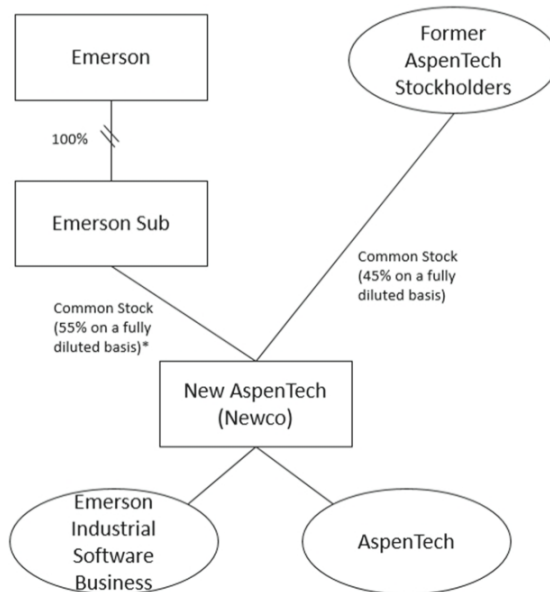 Emerson
Former
AspenTech
Stockholders
100%
Emerson Sub
Common Stock
(45% on a fully
diluted basis)
Common Stock
(55% on a fully
diluted basis)*
New AspenTech
(Newco)
Emerson
Industrial
Software
Business
AspenTech